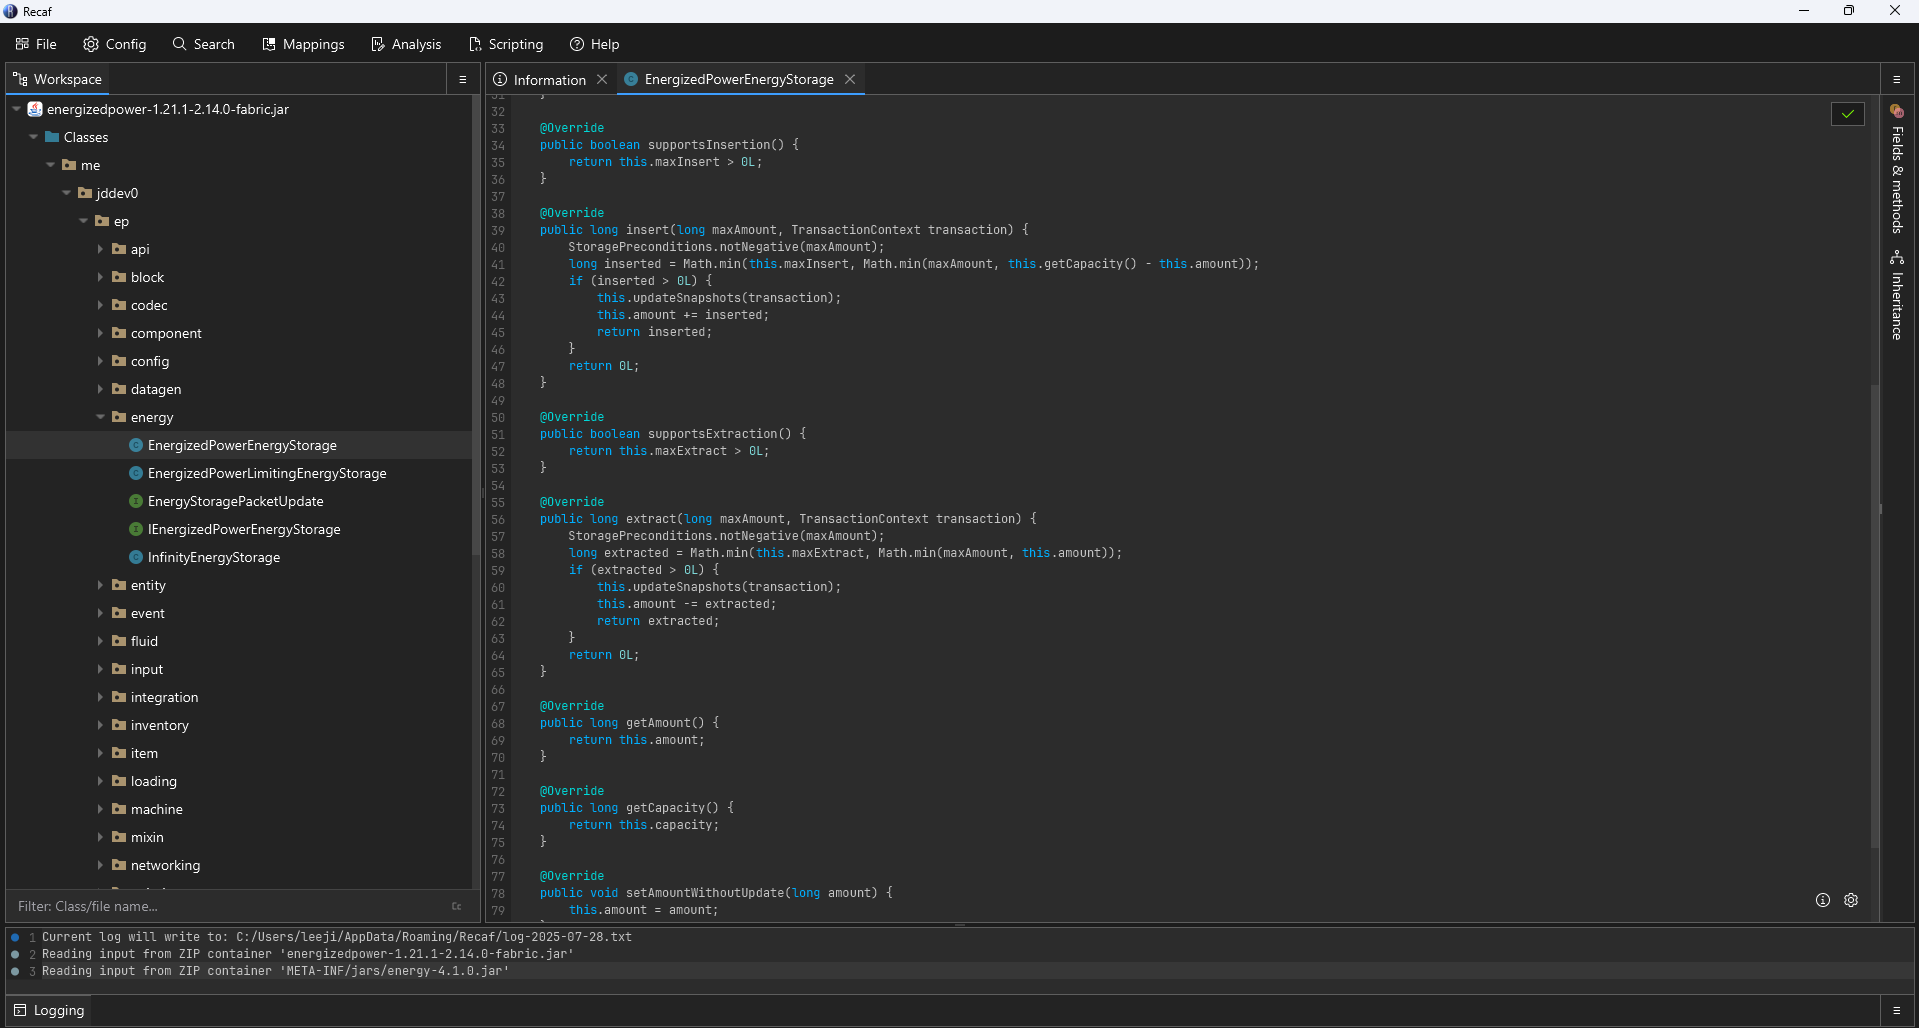 Recaf
File Config Search Mappings Analysis Scripting Help
Workspace
energizedpower-1.21.1-2.14.0-fabric.jar
Classes
me
jddev0
ep
api
block
codec
component
config
datagen
energy
EnergizedPowerEnergyStorage
EnergizedPowerLimitingEnergyStorage
EnergyStoragePacketUpdate
IEnergizedPowerEnergyStorage
InfinityEnergyStorage
entity
event
fluid
input
integration
inventory
item
loading
machine
mixin
networking
Filter: Class/file name... Cc
Information EnergizedPowerEnergyStorage
31 }
32
33 @Override
34 public boolean supportsInsertion() {
35 return this.maxInsert > 0L;
36 }
37
38 @Override
39 public long insert(long maxAmount, TransactionContext transaction) {
40 StoragePreconditions.notNegative(maxAmount);
41 long inserted = Math.min(this.maxInsert, Math.min(maxAmount, this.getCapacity() - this.amount));
42 if (inserted > 0L) {
43 this.updateSnapshots(transaction);
44 this.amount += inserted;
45 return inserted;
46 }
47 return 0L;
48 }
49
50 @Override
51 public boolean supportsExtraction() {
52 return this.maxExtract > 0L;
53 }
54
55 @Override
56 public long extract(long maxAmount, TransactionContext transaction) {
57 StoragePreconditions.notNegative(maxAmount);
58 long extracted = Math.min(this.maxExtract, Math.min(maxAmount, this.amount));
59 if (extracted > 0L) {
60 this.updateSnapshots(transaction);
61 this.amount -= extracted;
62 return extracted;
63 }
64 return 0L;
65 }
66
67 @Override
68 public long getAmount() {
69 return this.amount;
70 }
71
72 @Override
73 public long getCapacity() {
74 return this.capacity;
75 }
76
77 @Override
78 public void setAmountWithoutUpdate(long amount) {
79 this.amount = amount;
Fields & methods
Inheritance
1 Current log will write to: C:/Users/leeji/AppData/Roaming/Recaf/log-2025-07-28.txt
2 Reading input from ZIP container 'energizedpower-1.21.1-2.14.0-fabric.jar'
3 Reading input from ZIP container 'META-INF/jars/energy-4.1.0.jar'
Logging